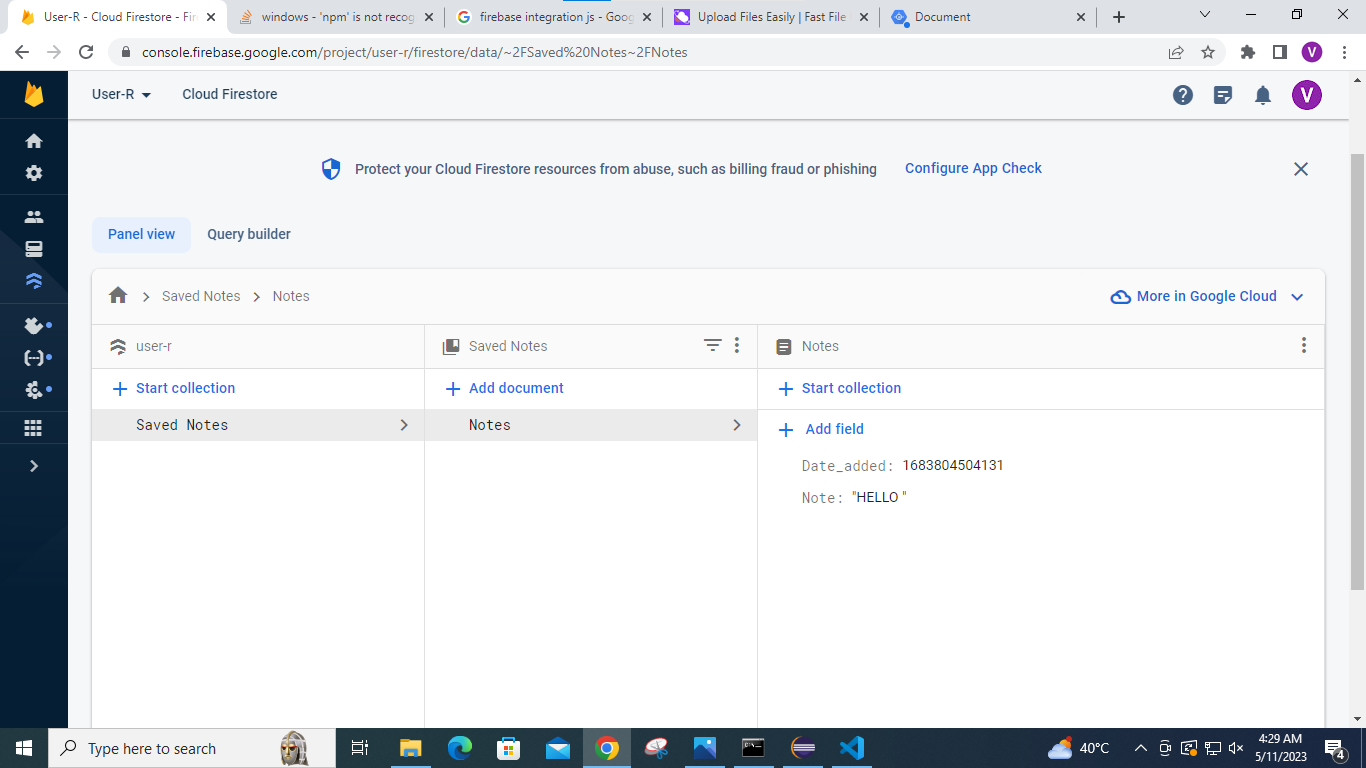 User-R - Cloud Firestore - Fire
windows - 'npm' is not recog
firebase integration js - Goog
Upload Files Easily | Fast File
Document
console.firebase.google.com/project/user-r/firestore/data/~2FSaved%20Notes~2FNotes
V
User-R
Cloud Firestore
V
Protect your Cloud Firestore resources from abuse, such as billing fraud or phishing
Configure App Check
Panel view
Query builder
Saved Notes
Notes
More in Google Cloud
user-r
Saved Notes
Notes
Start collection
Add document
Start collection
Saved Notes
Notes
Add field
Date_added: 1683804504131
Note: "HELLO "
Type here to search
40°C
4:29 AM
5/11/2023
4